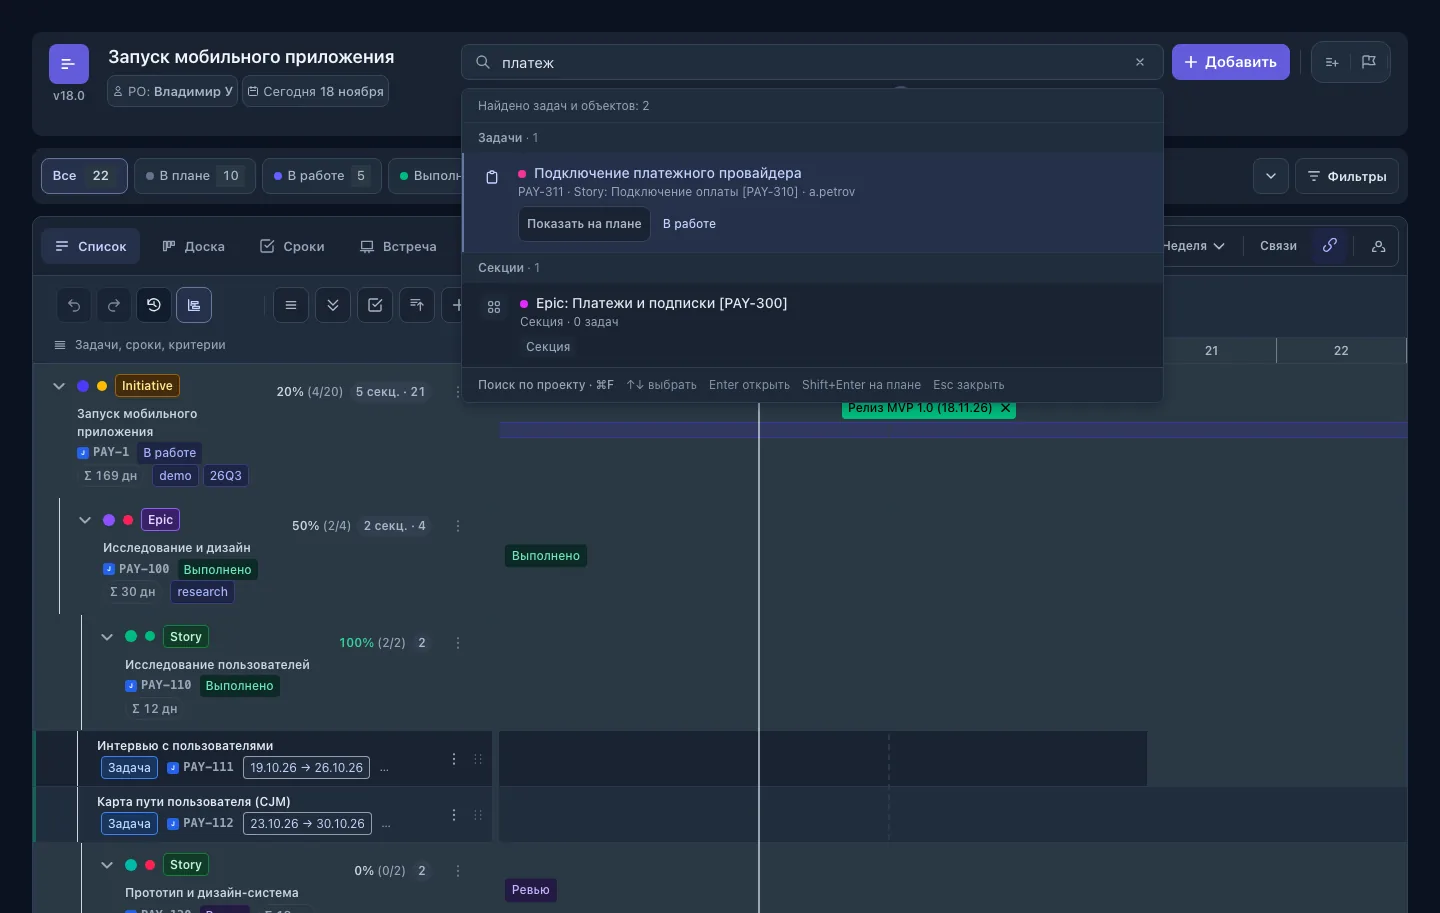 Запуск мобильного приложения
v18.0
PO: Владимир У
Сегодня 18 ноября
платеж
Добавить
Найдено задач и объектов: 2
Задачи · 1
Подключение платежного провайдера
PAY-311 · Story: Подключение оплаты [PAY-310] · a.petrov
Показать на плане
В работе
Секции · 1
Epic: Платежи и подписки [PAY-300]
Секция · 0 задач
Секция
Поиск по проекту · ⌘F ↑↓ выбрать Enter открыть Shift+Enter на плане Esc закрыть
Все 22
В плане 10
В работе 5
Фильтры
Список
Доска
Сроки
Встреча
Неделя
Связи
Задачи, сроки, критерии
21
22
Initiative
20% (4/20)
5 секц. · 21
Релиз MVP 1.0 (18.11.26) ✕
Запуск мобильного
приложения
PAY-1 В работе
Σ 169 дн demo 26Q3
Epic
50% (2/4)
2 секц. · 4
Исследование и дизайн
Выполнено
PAY-100 Выполнено
Σ 30 дн research
Story
100% (2/2) 2
Исследование пользователей
PAY-110 Выполнено
Σ 12 дн
Интервью с пользователями
Задача PAY-111 19.10.26 → 26.10.26 ...
Карта пути пользователя (CJM)
Задача PAY-112 23.10.26 → 30.10.26 ...
Story
0% (0/2) 2
Прототип и дизайн-система
Ревью